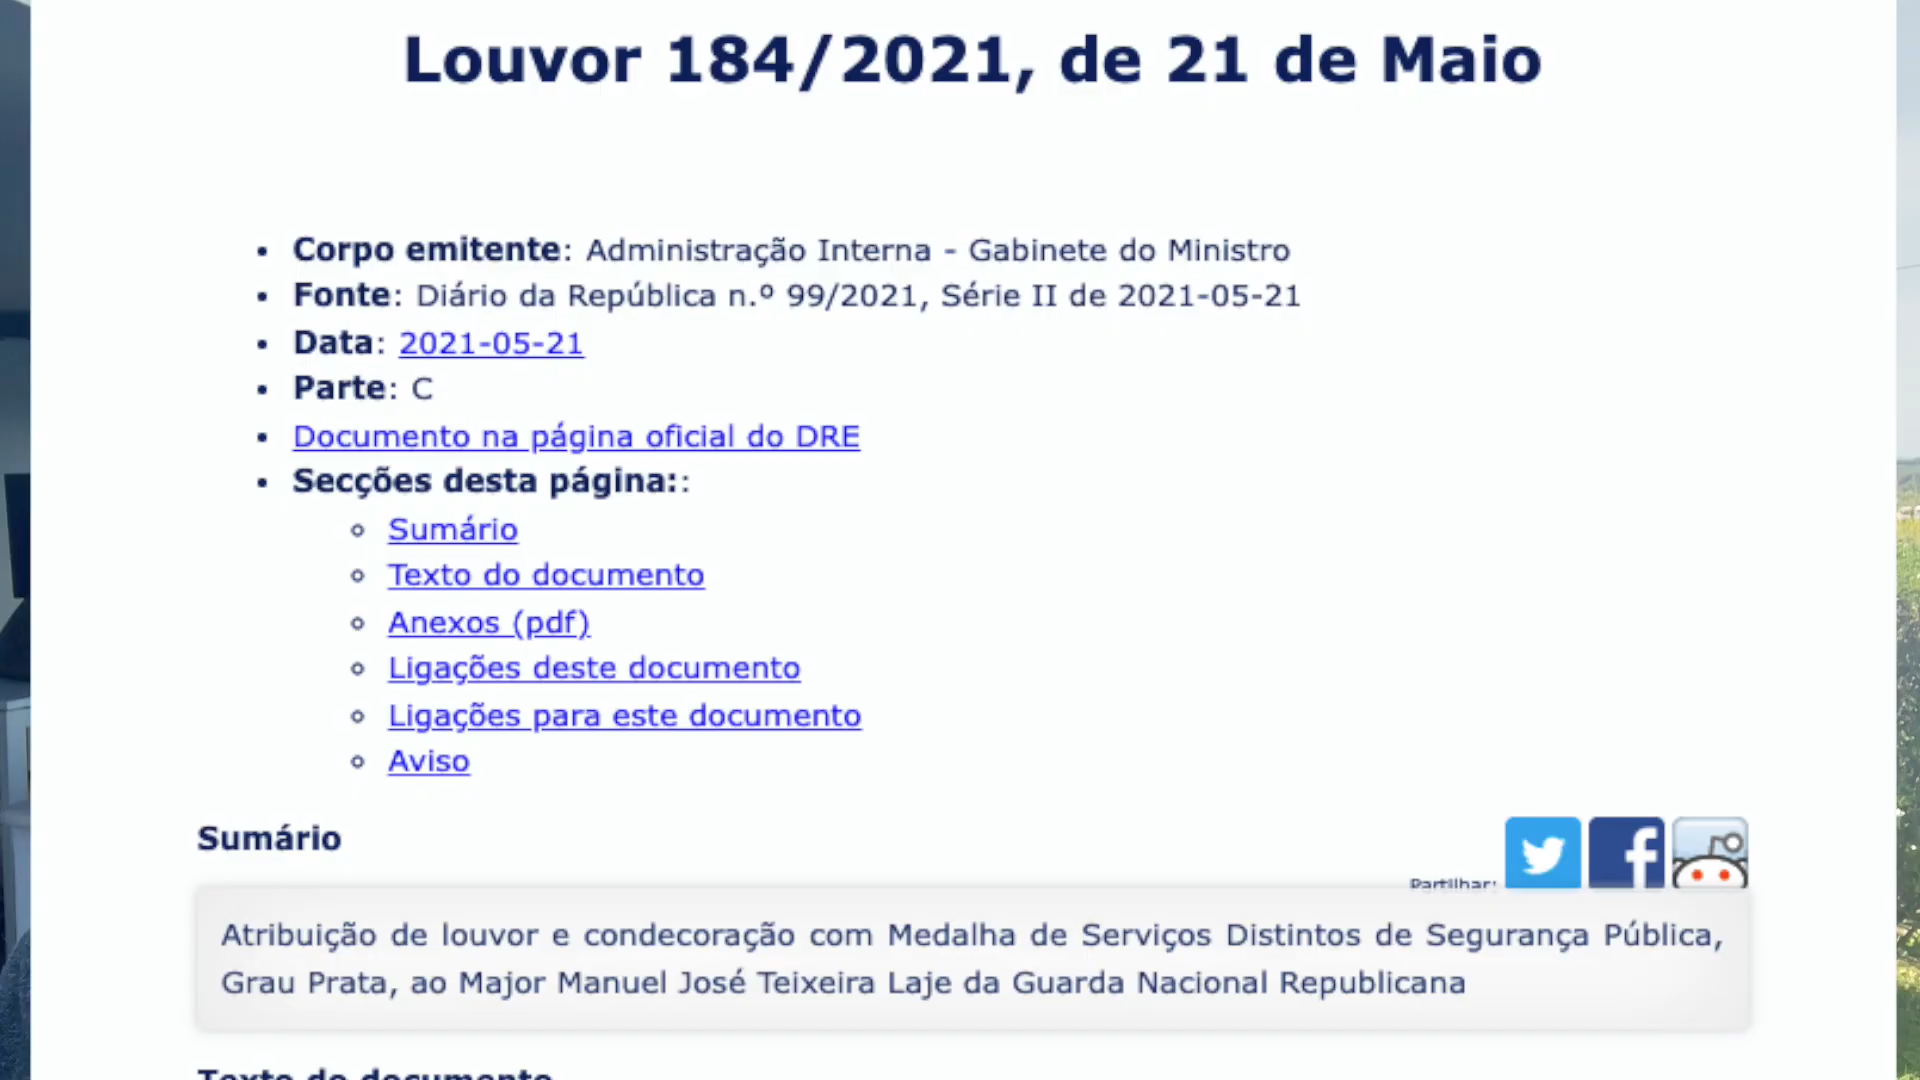 Louvor 184/2021, de 21 de Maio
Corpo emitente: Administração Interna - Gabinete do Ministro
Fonte: Diário da República n.º 99/2021, Série II de 2021-05-21
Data: 2021-05-21
Parte: C
Documento na página oficial do DRE
Secções desta página::
Sumário
Texto do documento
Anexos (pdf)
Ligações deste documento
Ligações para este documento
Aviso
Sumário
Partilhar:
Atribuição de louvor e condecoração com Medalha de Serviços Distintos de Segurança Pública,
Grau Prata, ao Major Manuel José Teixeira Laje da Guarda Nacional Republicana
Texto do documento